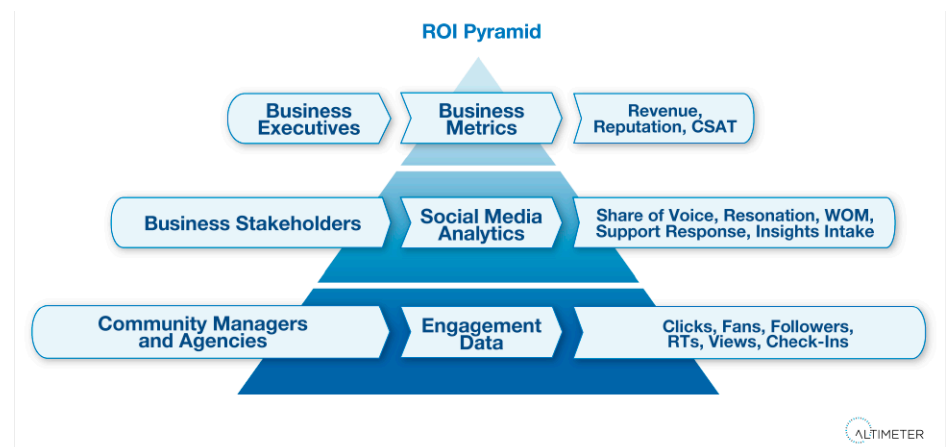 ROI Pyramid
Business
Executives
Business
Metrics
Revenue,
Reputation, CSAT
Business Stakeholders
Social Media
Analytics
Share of Voice, Resonation, WOM,
Support Response, Insights Intake
Community Managers
and Agencies
Engagement
Data
Clicks, Fans, Followers,
RTs, Views, Check-Ins
ALTIMETER